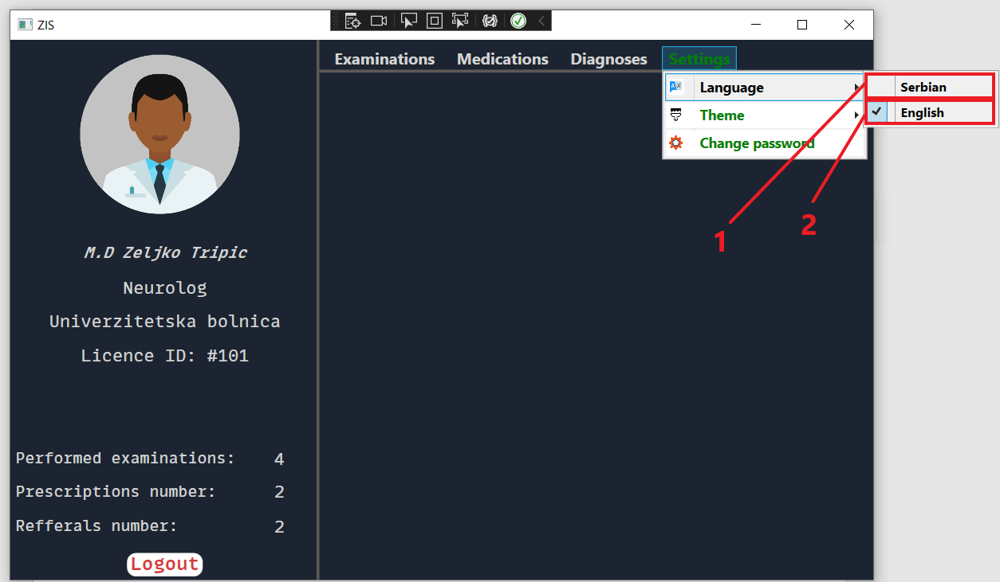 ZIS
Examinations Medications Diagnoses Settings
Language
Serbian
English
Theme
Change password
1
2
M.D Zeljko Tripic
Neurolog
Univerzitetska bolnica
Licence ID: #101
Performed examinations: 4
Prescriptions number: 2
Refferals number: 2
Logout